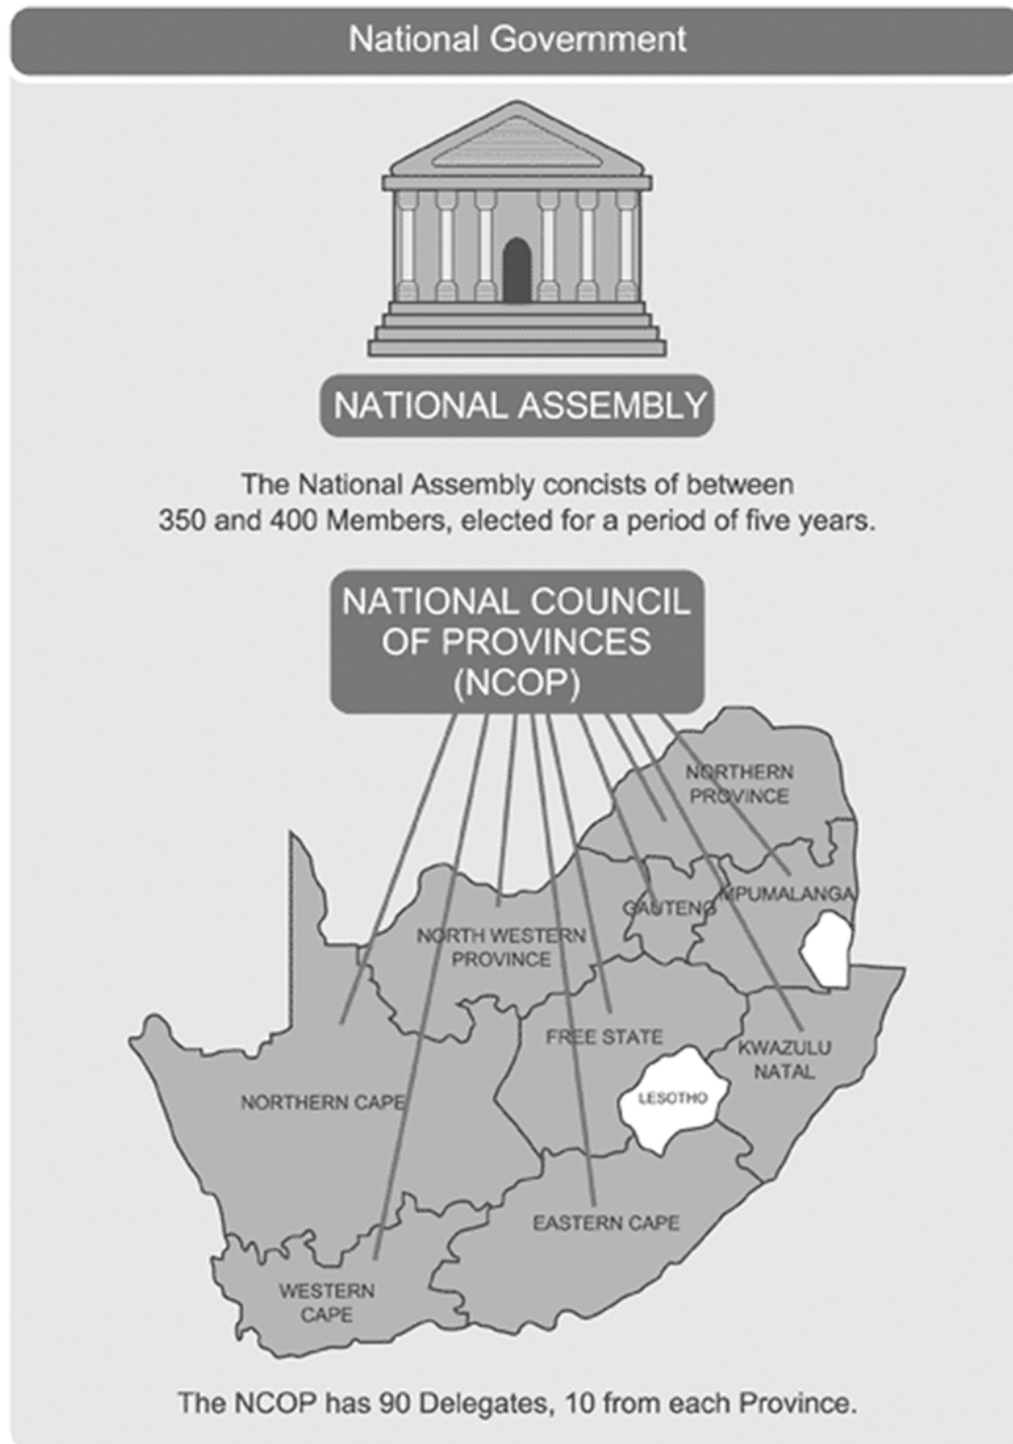 National Government
NATIONAL ASSEMBLY
The National Assembly concists of between
350 and 400 Members, elected for a period of five years.
NATIONAL COUNCIL
OF PROVINCES
(NCOP)
NORTHERN
PROVINCE
MPUMALANGA
GAUTENG
NORTH WESTERN
PROVINCE
FREE STATE
KWAZULU
NATAL
LESOTHO
NORTHERN CAPE
EASTERN CAPE
WESTERN
CAPE
The NCOP has 90 Delegates, 10 from each Province.